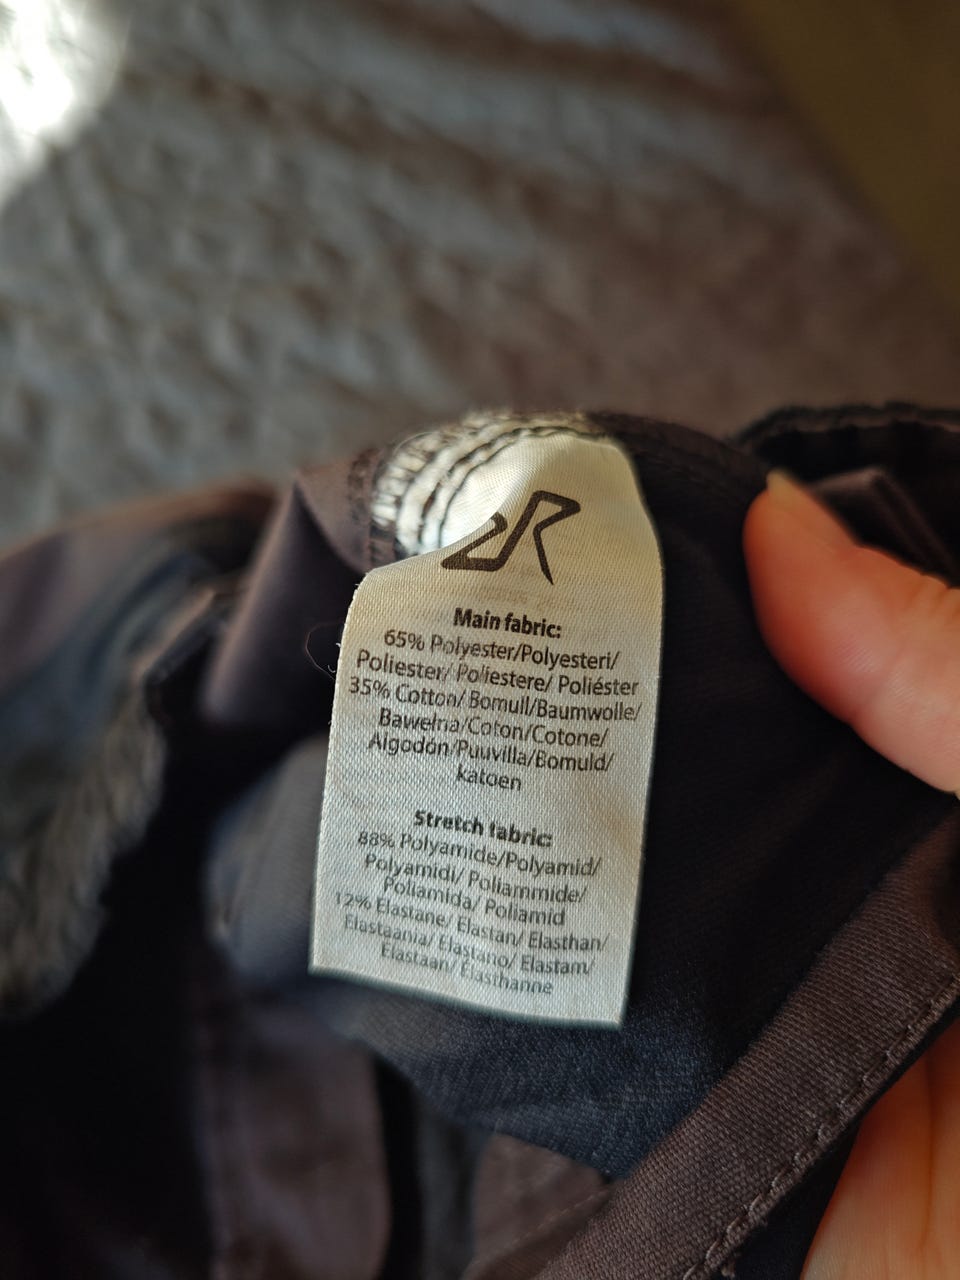 Main fabric:
65% Polyester/Polyesteri/
Poliester/ Poliestere/ Poliéster
35% Cotton/ Bomull/Baumwolle/
Bawełna/Coton/Cotone/
Algodón/Puuvilla/Bomuld/
katoen
Stretch fabric:
88% Polyamide/Polyamid/
Polyamidi/ Poliammide/
Poliamida/ Poliamid
12% Elastane/ Elastan/ Elasthan/
Elastaania/ Elastano/ Elastam/
Elastaan/ Elasthanne